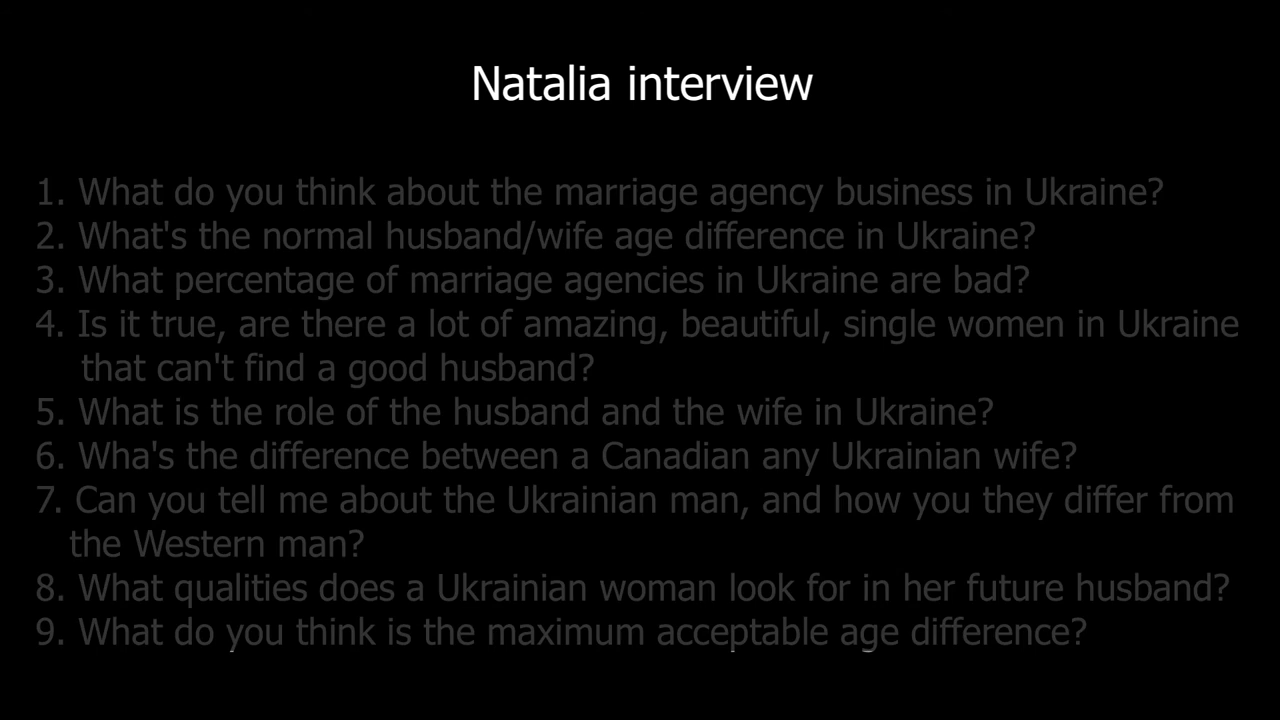 Natalia interview
1. What do you think about the marriage agency business in Ukraine?
2. What's the normal husband/wife age difference in Ukraine?
3. What percentage of marriage agencies in Ukraine are bad?
4. Is it true, are there a lot of amazing, beautiful, single women in Ukraine
that can't find a good husband?
5. What is the role of the husband and the wife in Ukraine?
6. Wha's the difference between a Canadian any Ukrainian wife?
7. Can you tell me about the Ukrainian man, and how you they differ from
the Western man?
8. What qualities does a Ukrainian woman look for in her future husband?
9. What do you think is the maximum acceptable age difference?